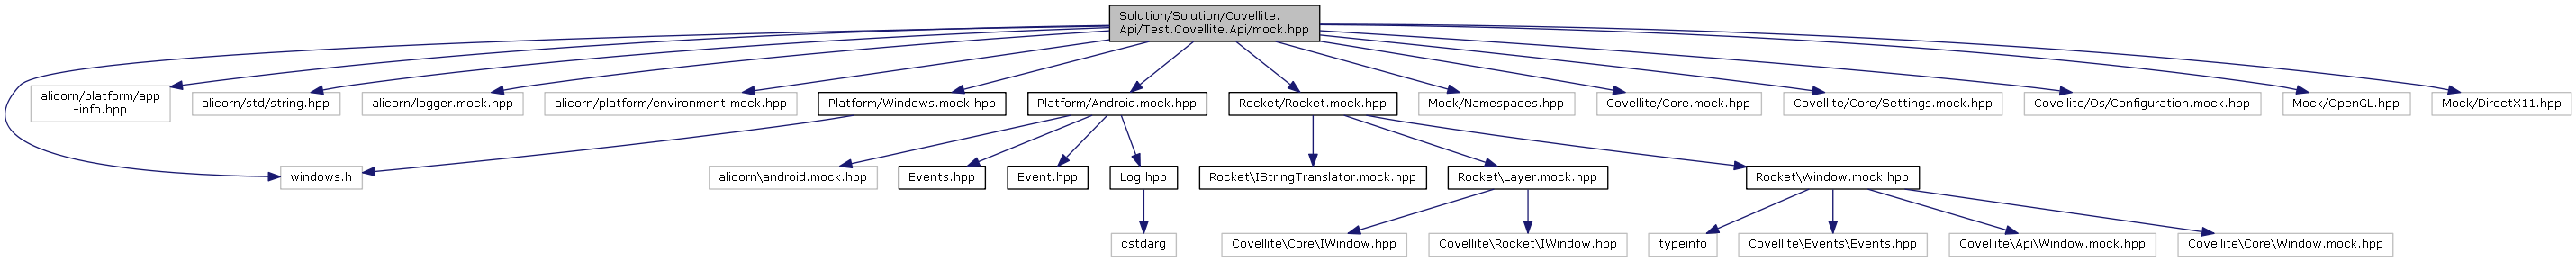 Solution/Solution/Covellite.
Api/Test.Covellite.Api/mock.hpp
alicorn/platform/app
-info.hpp
alicorn/std/string.hpp
alicorn/logger.mock.hpp
alicorn/platform/environment.mock.hpp
Platform/Windows.mock.hpp
Platform/Android.mock.hpp
Rocket/Rocket.mock.hpp
Mock/Namespaces.hpp
Covellite/Core.mock.hpp
Covellite/Core/Settings.mock.hpp
Covellite/Os/Configuration.mock.hpp
Mock/OpenGL.hpp
Mock/DirectX11.hpp
windows.h
alicorn\android.mock.hpp
Events.hpp
Event.hpp
Log.hpp
Rocket\IStringTranslator.mock.hpp
Rocket\Layer.mock.hpp
Rocket\Window.mock.hpp
cstdarg
Covellite\Core\IWindow.hpp
Covellite\Rocket\IWindow.hpp
typeinfo
Covellite\Events\Events.hpp
Covellite\Api\Window.mock.hpp
Covellite\Core\Window.mock.hpp